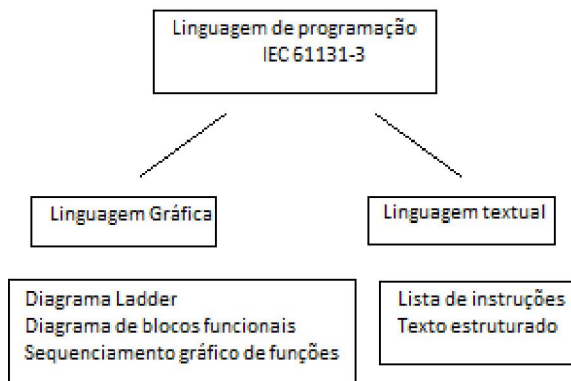 Linguagem de programação
IEC 61131-3
Linguagem Gráfica
Linguagem textual
Diagrama Ladder
Diagrama de blocos funcionais
Sequenciamento gráfico de funções
Lista de instruções
Texto estruturado